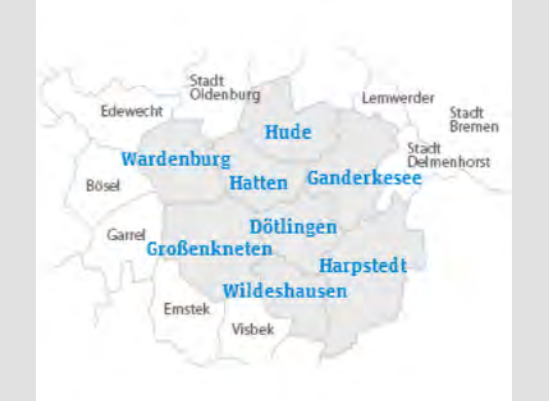 Stadt
Oldenburg
Lemwerder
Edewecht
Stadt
Bremen
Hude
Stadt
Delmenhorst
Wardenburg
Hatten
Ganderkesee
Bösel
Dötlingen
Garrel
Großenkneten
Harpstedt
Wildeshausen
Emstek
Visbek